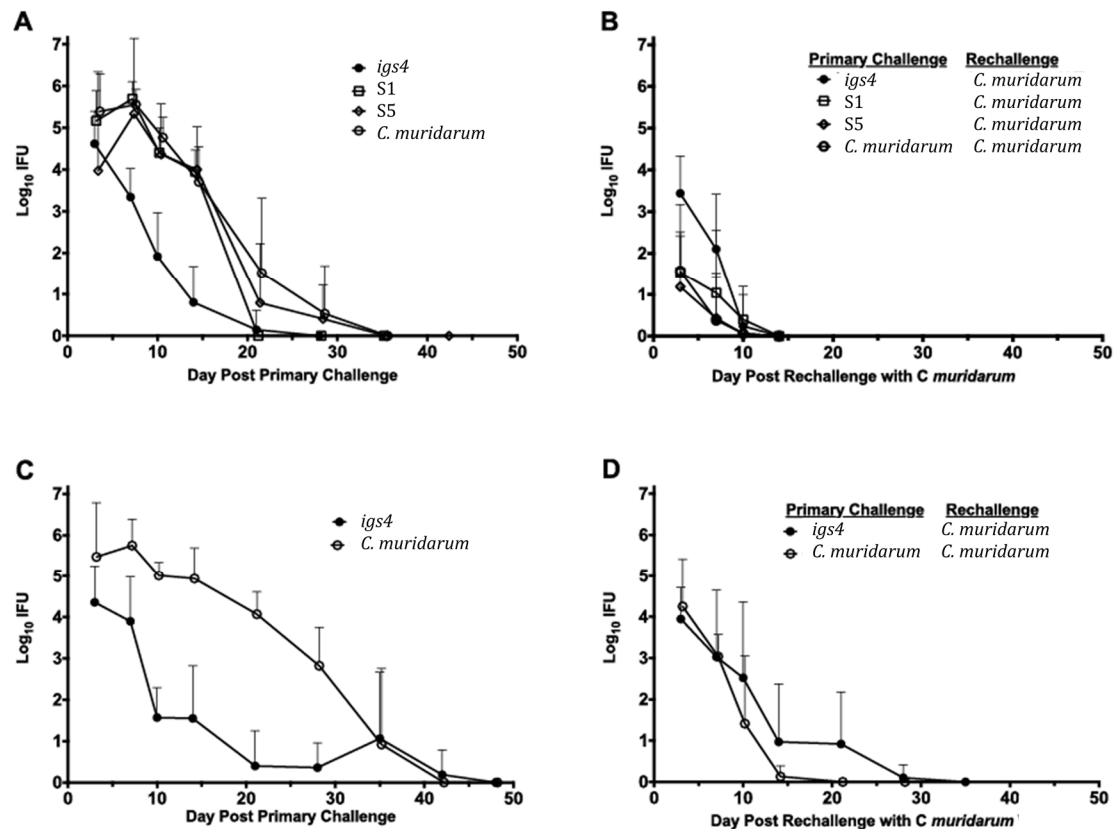 A
7
6
5
4
3
2
1
0
Log10 IFU
0 10 20 30 40 50
Day Post Primary Challenge
igs4
S1
S5
C. muridarum
B
7
6
5
4
3
2
1
0
Log10 IFU
0 10 20 30 40 50
Day Post Rechallenge with C muridarum
Primary Challenge Rechallenge
igs4 C. muridarum
S1 C. muridarum
S5 C. muridarum
C. muridarum C. muridarum
C
7
6
5
4
3
2
1
0
Log10 IFU
0 10 20 30 40 50
Day Post Primary Challenge
igs4
C. muridarum
D
7
6
5
4
3
2
1
0
Log10 IFU
0 10 20 30 40 50
Day Post Rechallenge with C muridarum
Primary Challenge Rechallenge
igs4 C. muridarum
C. muridarum C. muridarum